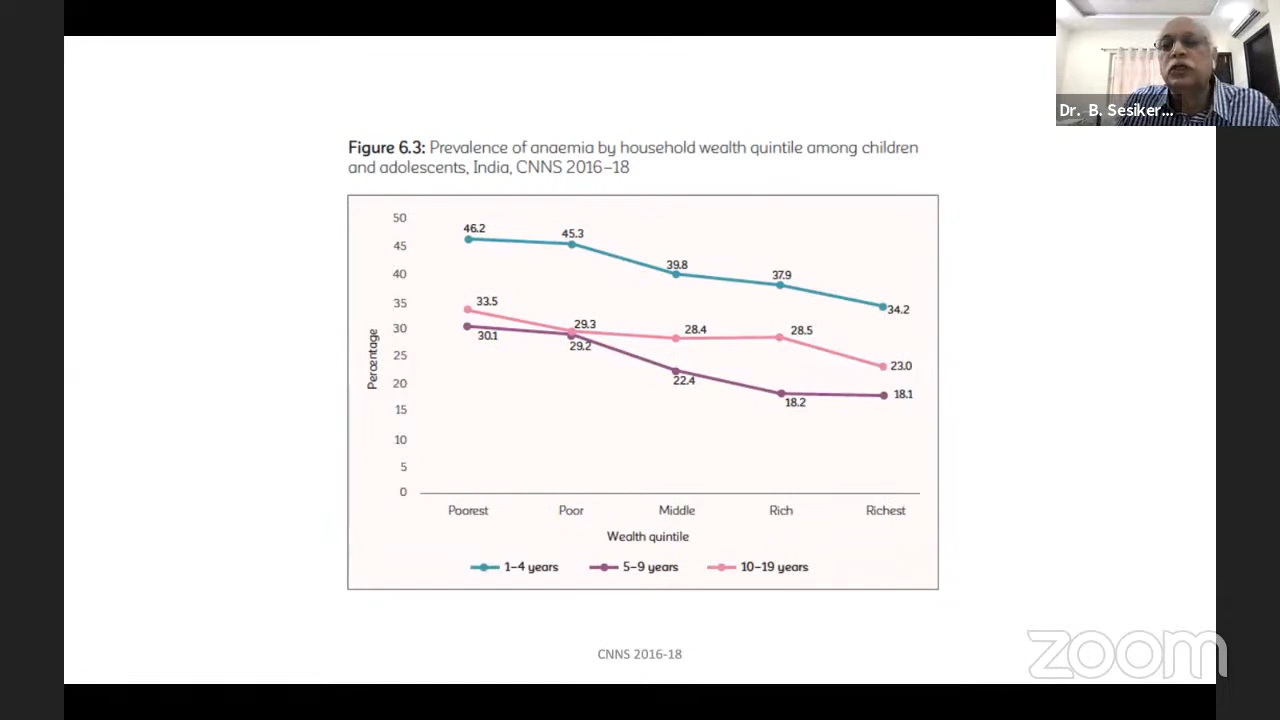 Dr. B. Sesiker...
Figure 6.3: Prevalence of anaemia by household wealth quintile among children
and adolescents, India, CNNS 2016–18
50
45
40
35
30
25
20
15
10
5
0
Percentage
46.2
45.3
39.8
37.9
34.2
33.5
29.3
28.4
28.5
23.0
30.1
29.2
22.4
18.2
18.1
Poorest Poor Middle Rich Richest
Wealth quintile
1–4 years 5–9 years 10–19 years
CNNS 2016-18
zoom